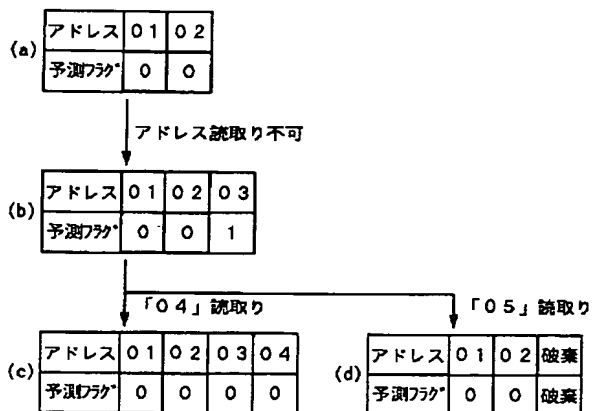 (a)
アドレス 01 02
予測フラグ 0 0
アドレス読取り不可
(b)
アドレス 01 02 03
予測フラグ 0 0 1
「04」読取り
「05」読取り
(c)
アドレス 01 02 03 04
予測フラグ 0 0 0 0
(d)
アドレス 01 02 破棄
予測フラグ 0 0 破棄